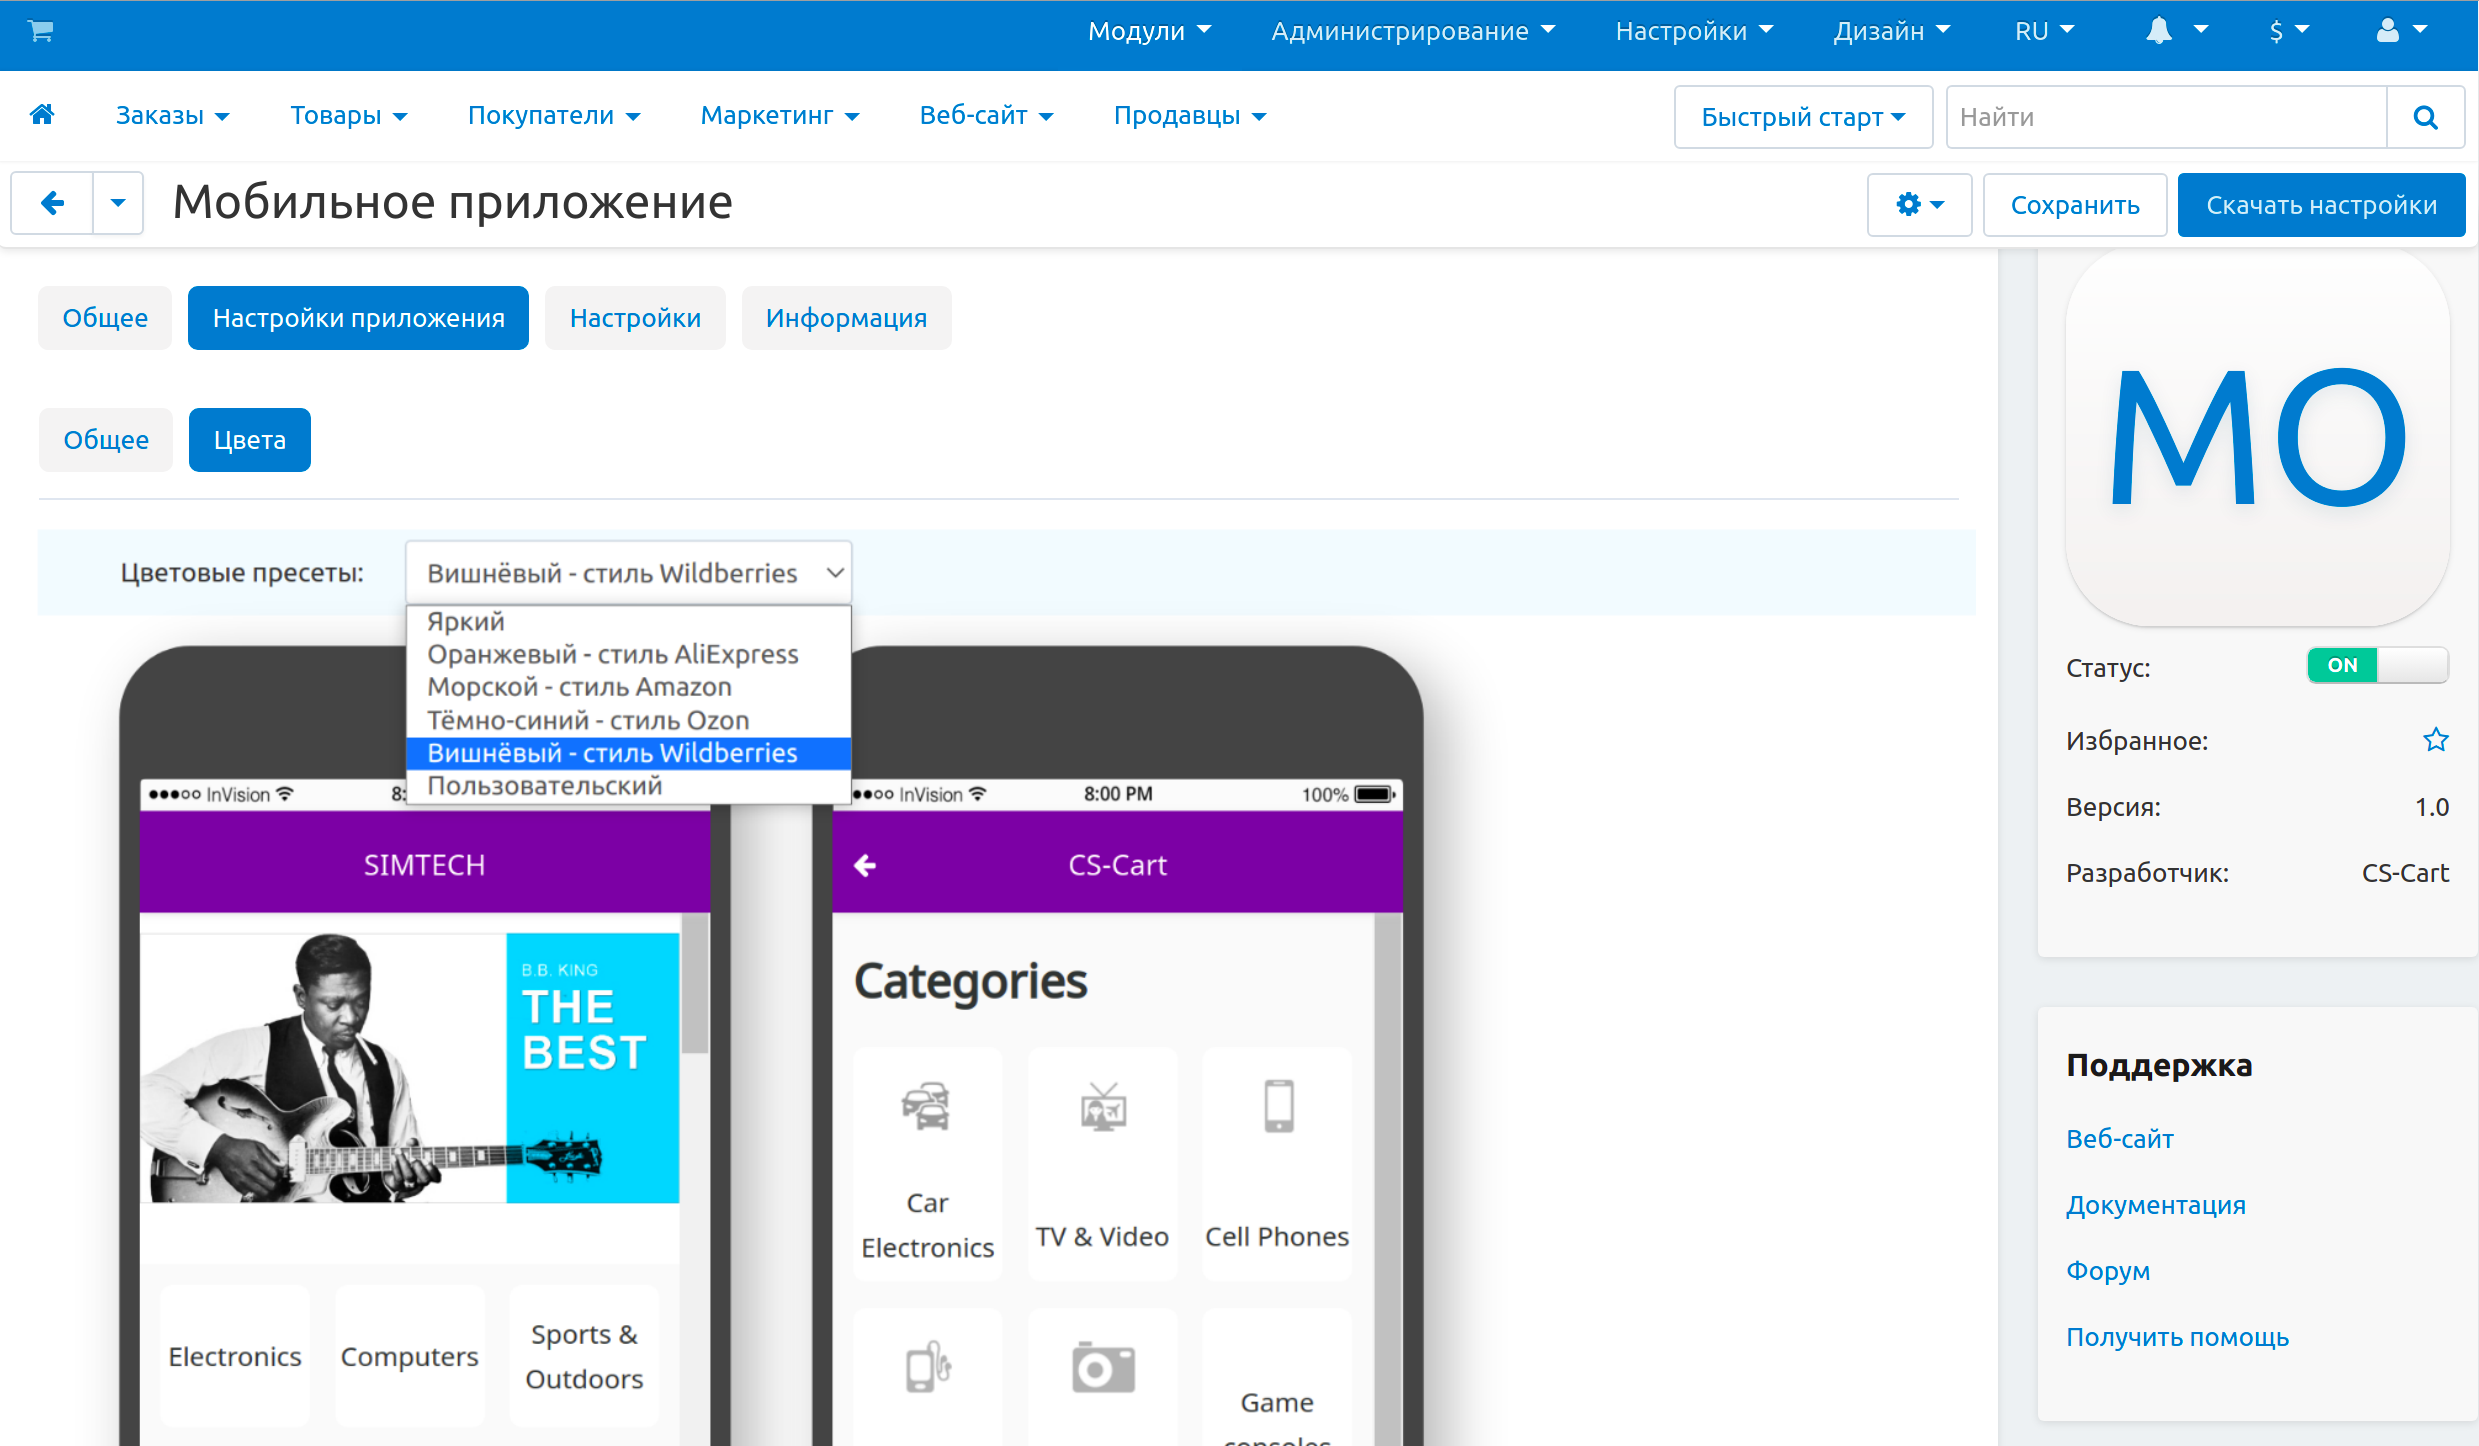 Модули
Администрирование
Настройки
Дизайн
RU
$
Заказы
Товары
Покупатели
Маркетинг
Веб-сайт
Продавцы
Быстрый старт
Найти
Мобильное приложение
Сохранить
Скачать настройки
Общее
Настройки приложения
Настройки
Информация
Общее
Цвета
Цветовые пресеты:
Вишнёвый - стиль Wildberries
Яркий
Оранжевый - стиль AliExpress
Морской - стиль Amazon
Тёмно-синий - стиль Ozon
Вишнёвый - стиль Wildberries
Пользовательский
InVision
8:
SIMTECH
B.B. KING
THE
BEST
Electronics
Computers
Sports &
Outdoors
InVision
8:00 PM
100%
CS-Cart
Categories
Car
Electronics
TV & Video
Cell Phones
Game
consoles
МО
Статус:
ON
Избранное:
Версия:
1.0
Разработчик:
CS-Cart
Поддержка
Веб-сайт
Документация
Форум
Получить помощь